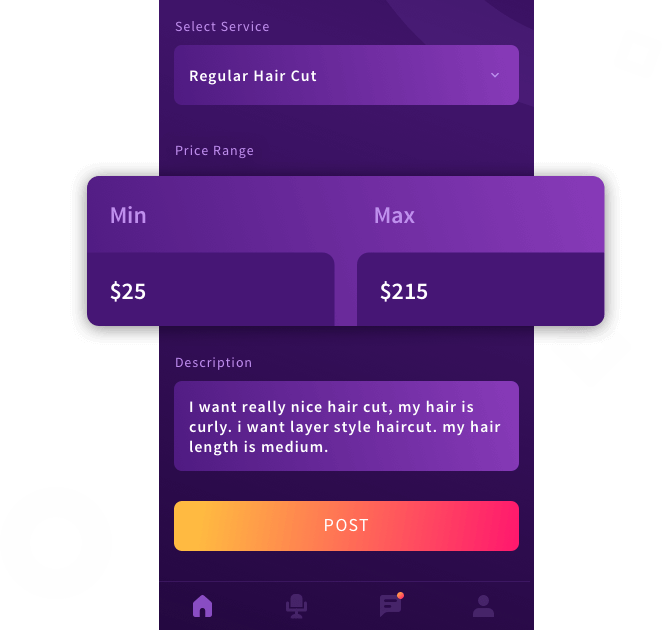 Select Service
Regular Hair Cut
Price Range
Min Max
$25 $215
Description
I want really nice hair cut, my hair is
curly. i want layer style haircut. my hair
length is medium.
POST